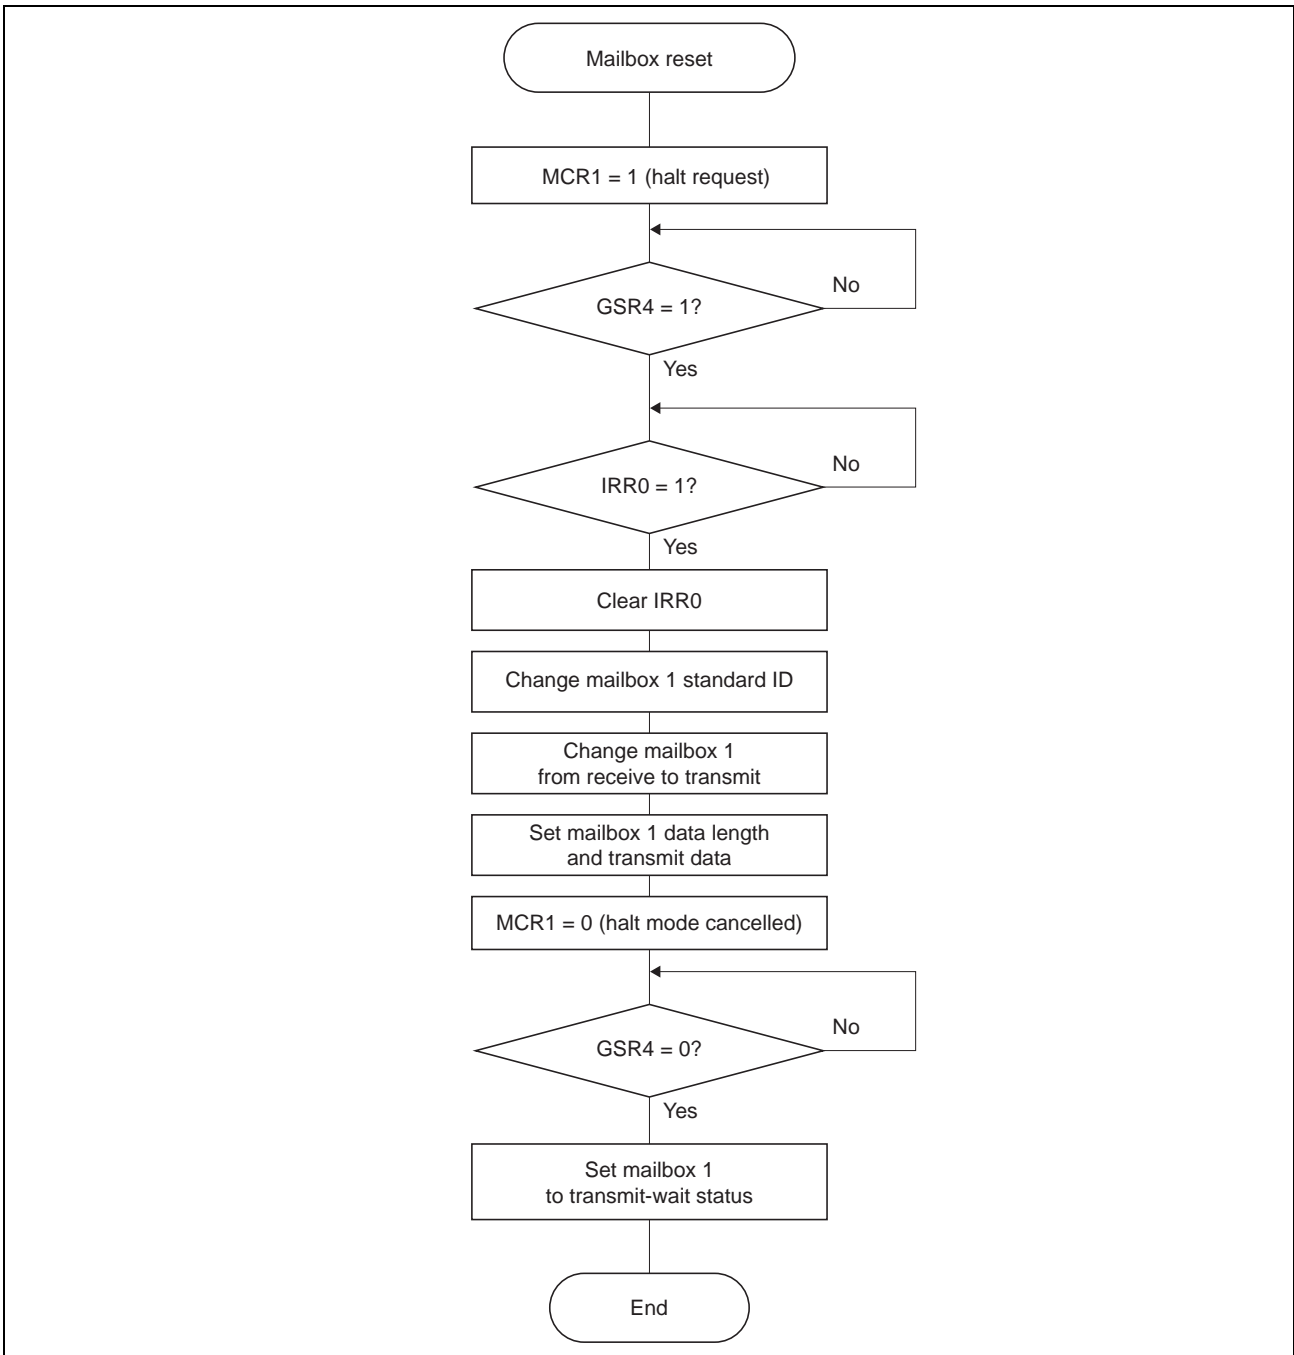 Mailbox reset
MCR1 = 1 (halt request)
No
GSR4 = 1?
Yes
No
IRR0 = 1?
Yes
Clear IRR0
Change mailbox 1 standard ID
Change mailbox 1
from receive to transmit
Set mailbox 1 data length
and transmit data
MCR1 = 0 (halt mode cancelled)
No
GSR4 = 0?
Yes
Set mailbox 1
to transmit-wait status
End